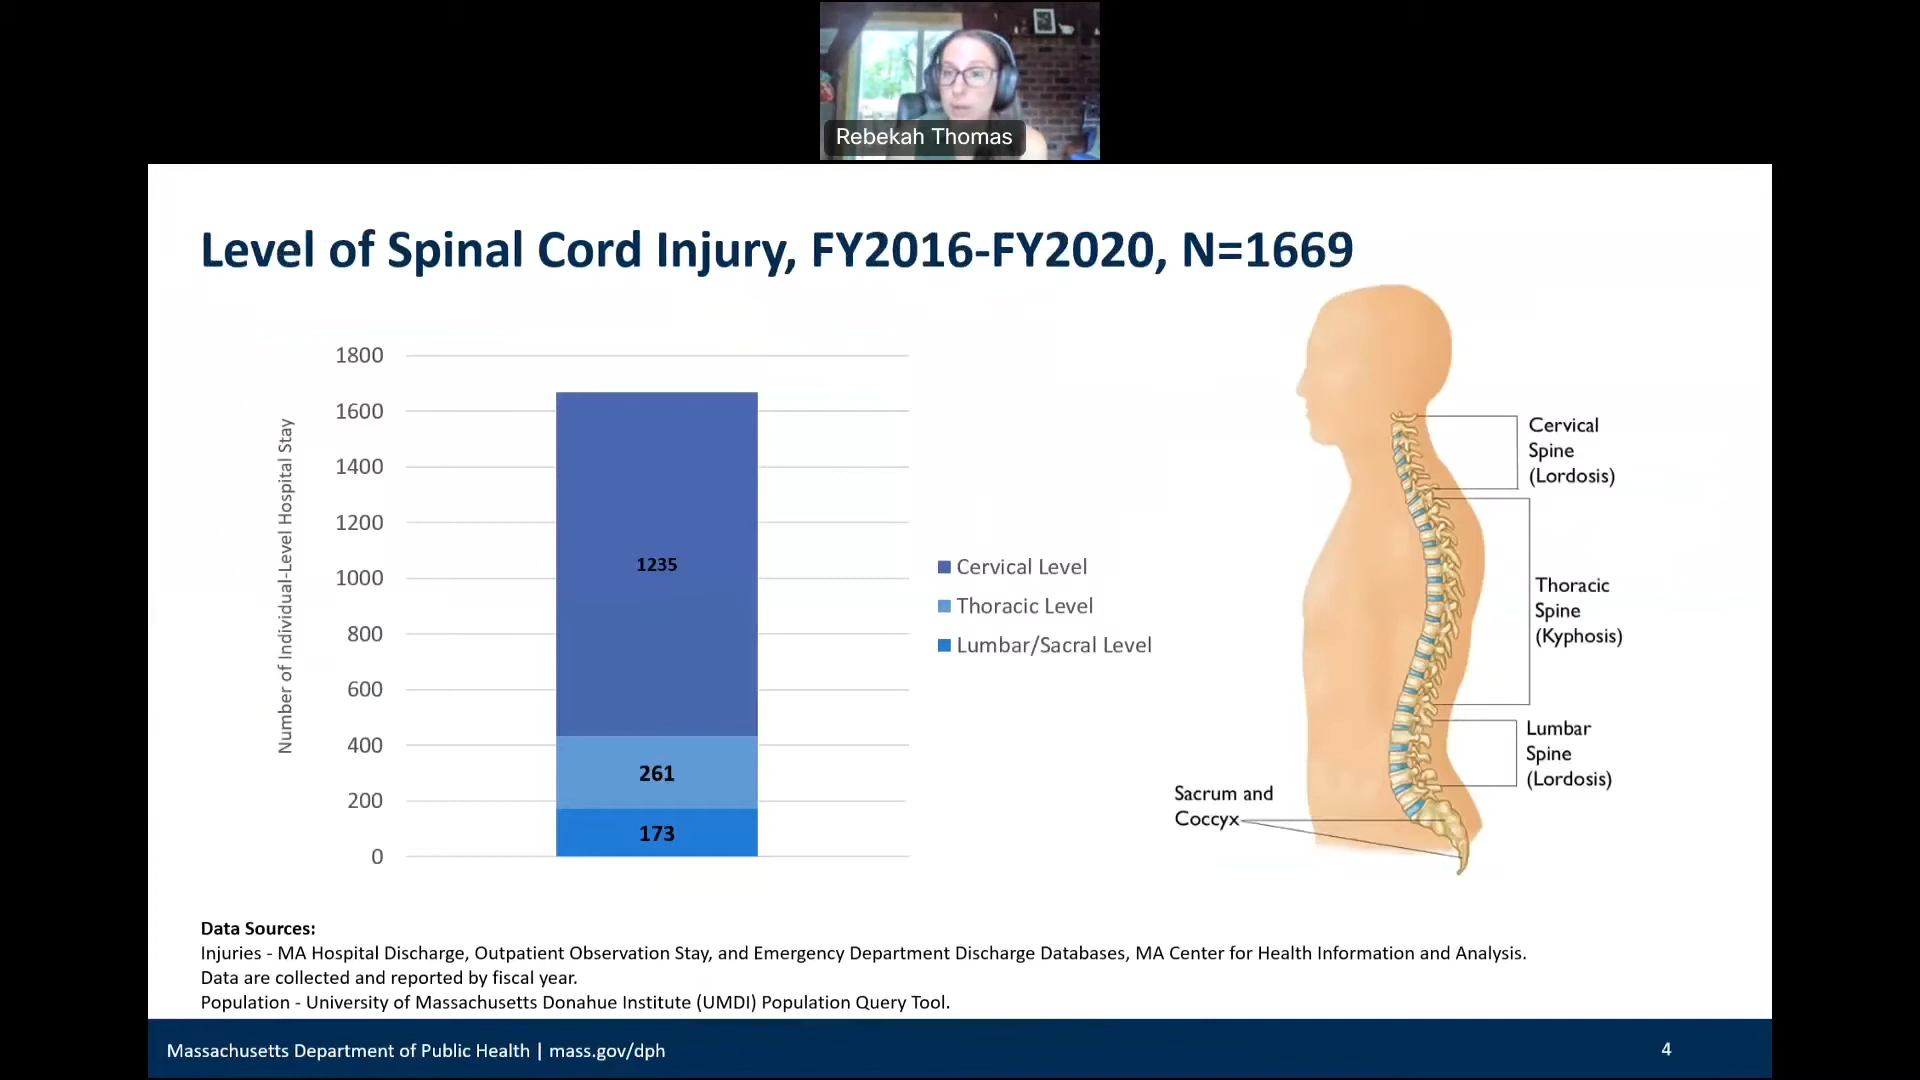 Rebekah Thomas
Level of Spinal Cord Injury, FY2016-FY2020, N=1669
Number of Individual-Level Hospital Stay
1800
1600
1400
1200
1000
800
600
400
200
0
1235
261
173
Cervical Level
Thoracic Level
Lumbar/Sacral Level
Cervical
Spine
(Lordosis)
Thoracic
Spine
(Kyphosis)
Lumbar
Spine
(Lordosis)
Sacrum and
Coccyx
Data Sources:
Injuries - MA Hospital Discharge, Outpatient Observation Stay, and Emergency Department Discharge Databases, MA Center for Health Information and Analysis.
Data are collected and reported by fiscal year.
Population - University of Massachusetts Donahue Institute (UMDI) Population Query Tool.
Massachusetts Department of Public Health | mass.gov/dph
4